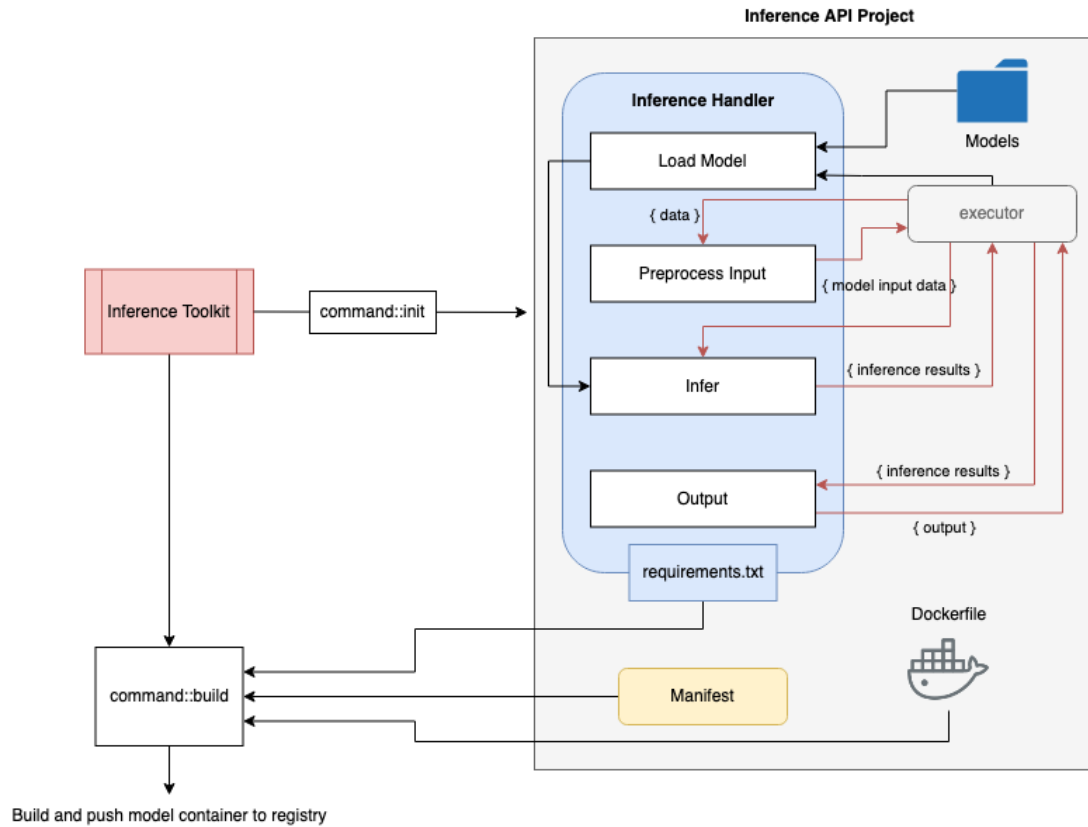 Inference API Project
Inference Handler
Load Model
Models
executor
{ data }
Preprocess Input
{ model input data }
Inference Toolkit
command::init
Infer
{ inference results }
{ inference results }
Output
{ output }
requirements.txt
Dockerfile
command::build
Manifest
Build and push model container to registry